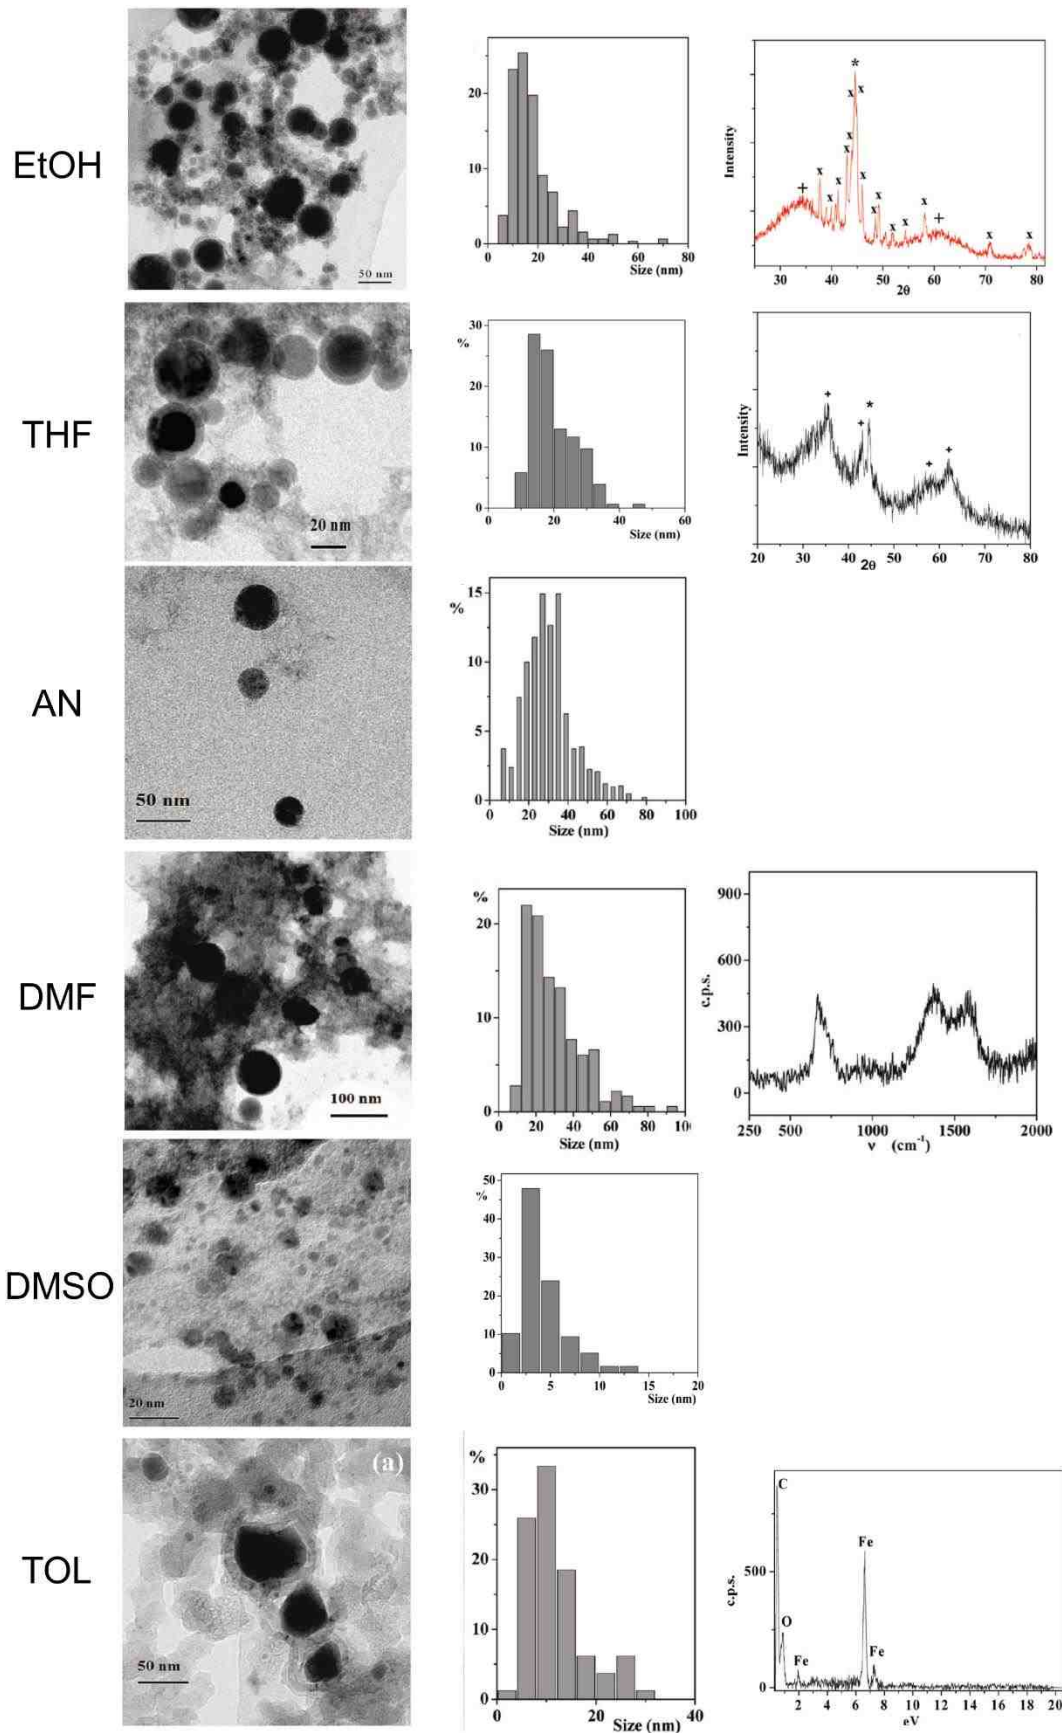 EtOH
50 nm
20
10
0
0 20 40 60 80
Size (nm)
Intensity
+ x x x x x x * x x x x x x + x x
30 40 50 60 70 80
2θ
THF
20 nm
%
30
20
10
0
0 20 40 60
Size (nm)
Intensity
+ + * + +
20 30 40 50 60 70 80
2θ
AN
50 nm
%
15
10
5
0
0 20 40 60 80 100
Size (nm)
DMF
100 nm
%
20
10
0
0 20 40 60 80 100
Size (nm)
c.p.s.
900
600
300
0
250 500 1000 1500 2000
ν (cm⁻¹)
DMSO
20 nm
%
50
40
30
20
10
0
0 5 10 15 20
Size (nm)
TOL
(a)
50 nm
%
30
20
10
0
0 20 40
Size (nm)
c.p.s.
500
0
C
O
Fe
Fe
Fe
2 4 6 8 10 12 14 16 18 20
eV